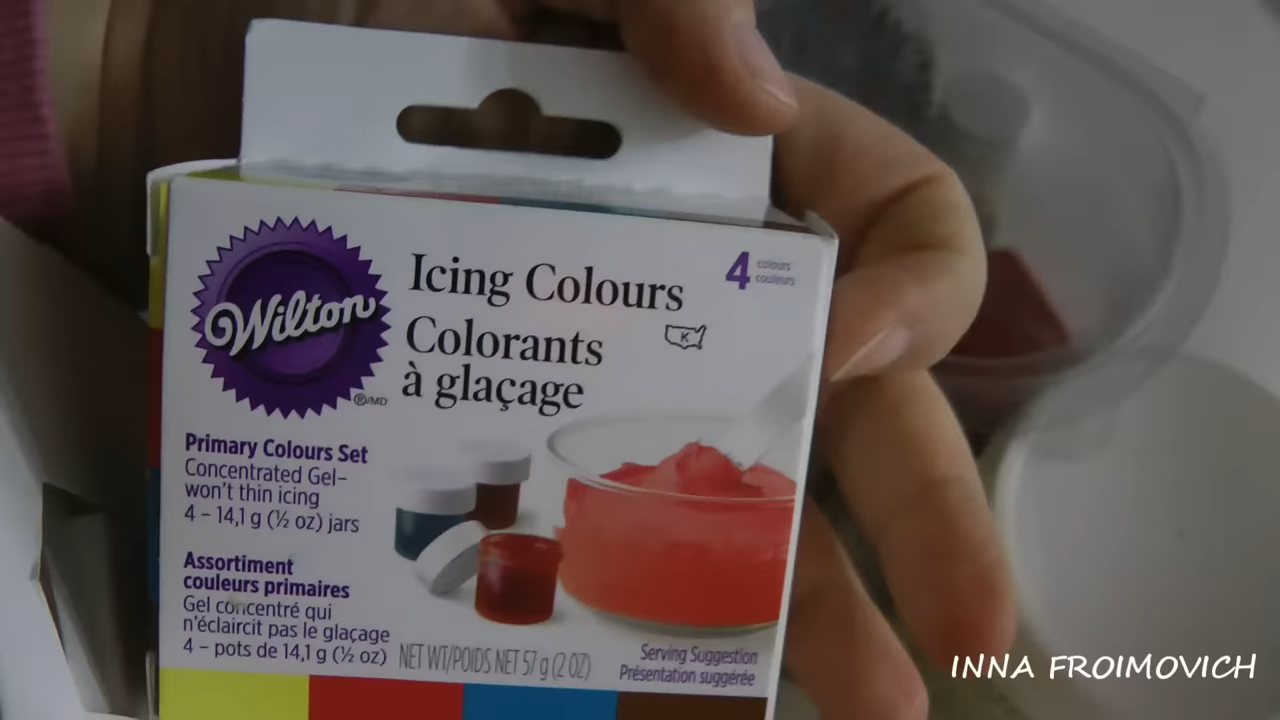 Wilton
®/MD
Icing Colours
Colorants
à glaçage
4 colours
couleurs
K
Primary Colours Set
Concentrated Gel–
won't thin icing
4 – 14,1 g (½ oz) jars
Assortiment
couleurs primaires
Gel concentré qui
n'éclaircit pas le glaçage
4 – pots de 14,1 g (½ oz)
NET WT/POIDS NET 57 g (2 OZ)
Serving Suggestion
Présentation suggérée
INNA FROIMOVICH